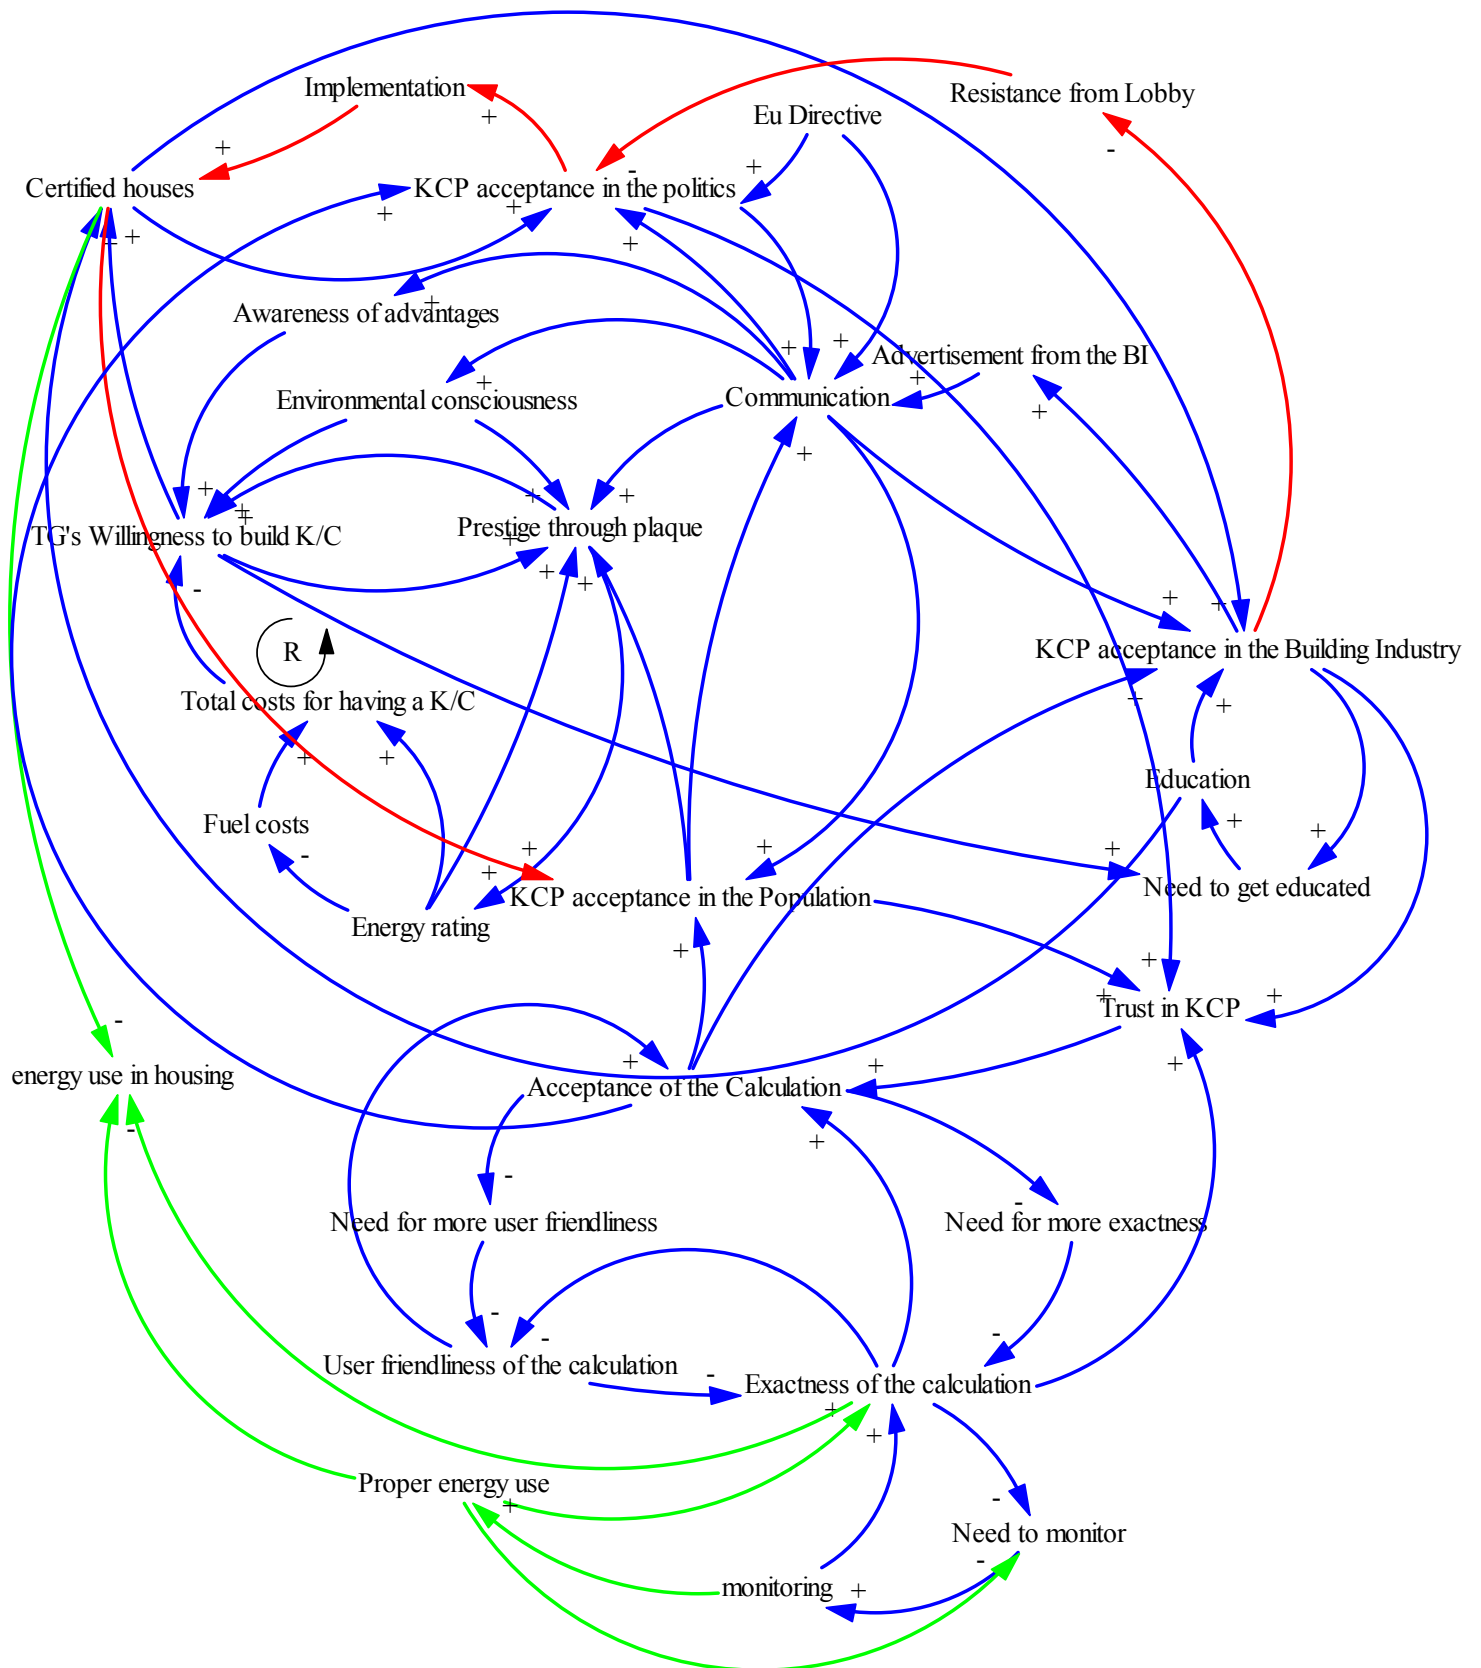 Implementation
Resistance from Lobby
Eu Directive
Certified houses
KCP acceptance in the politics
Awareness of advantages
Advertisement from the BI
Environmental consciousness
Communication
TG's Willingness to build K/C
Prestige through plaque
R
KCP acceptance in the Building Industry
Total costs for having a K/C
Education
Fuel costs
Need to get educated
KCP acceptance in the Population
Energy rating
Trust in KCP
energy use in housing
Acceptance of the Calculation
Need for more user friendliness
Need for more exactness
User friendliness of the calculation
Exactness of the calculation
Proper energy use
Need to monitor
monitoring